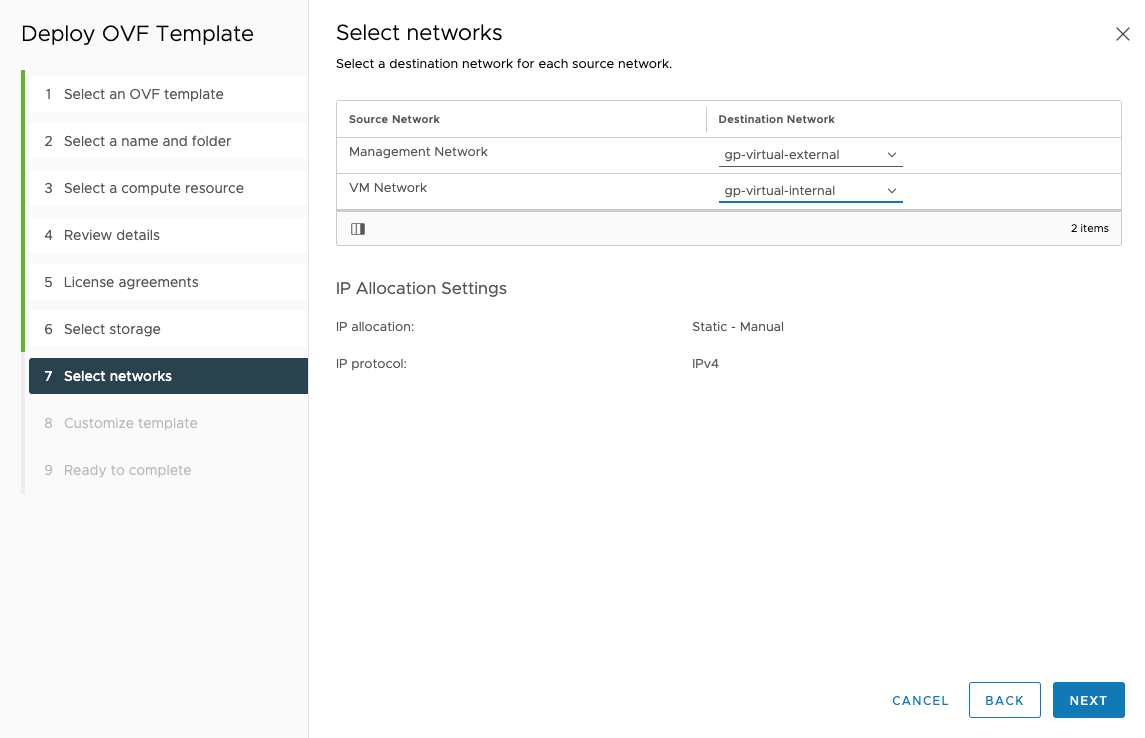 Deploy OVF Template
1 Select an OVF template
2 Select a name and folder
3 Select a compute resource
4 Review details
5 License agreements
6 Select storage
7 Select networks
8 Customize template
9 Ready to complete
Select networks
Select a destination network for each source network.
Source Network Destination Network
Management Network gp-virtual-external
VM Network gp-virtual-internal
2 items
IP Allocation Settings
IP allocation: Static - Manual
IP protocol: IPv4
CANCEL BACK NEXT